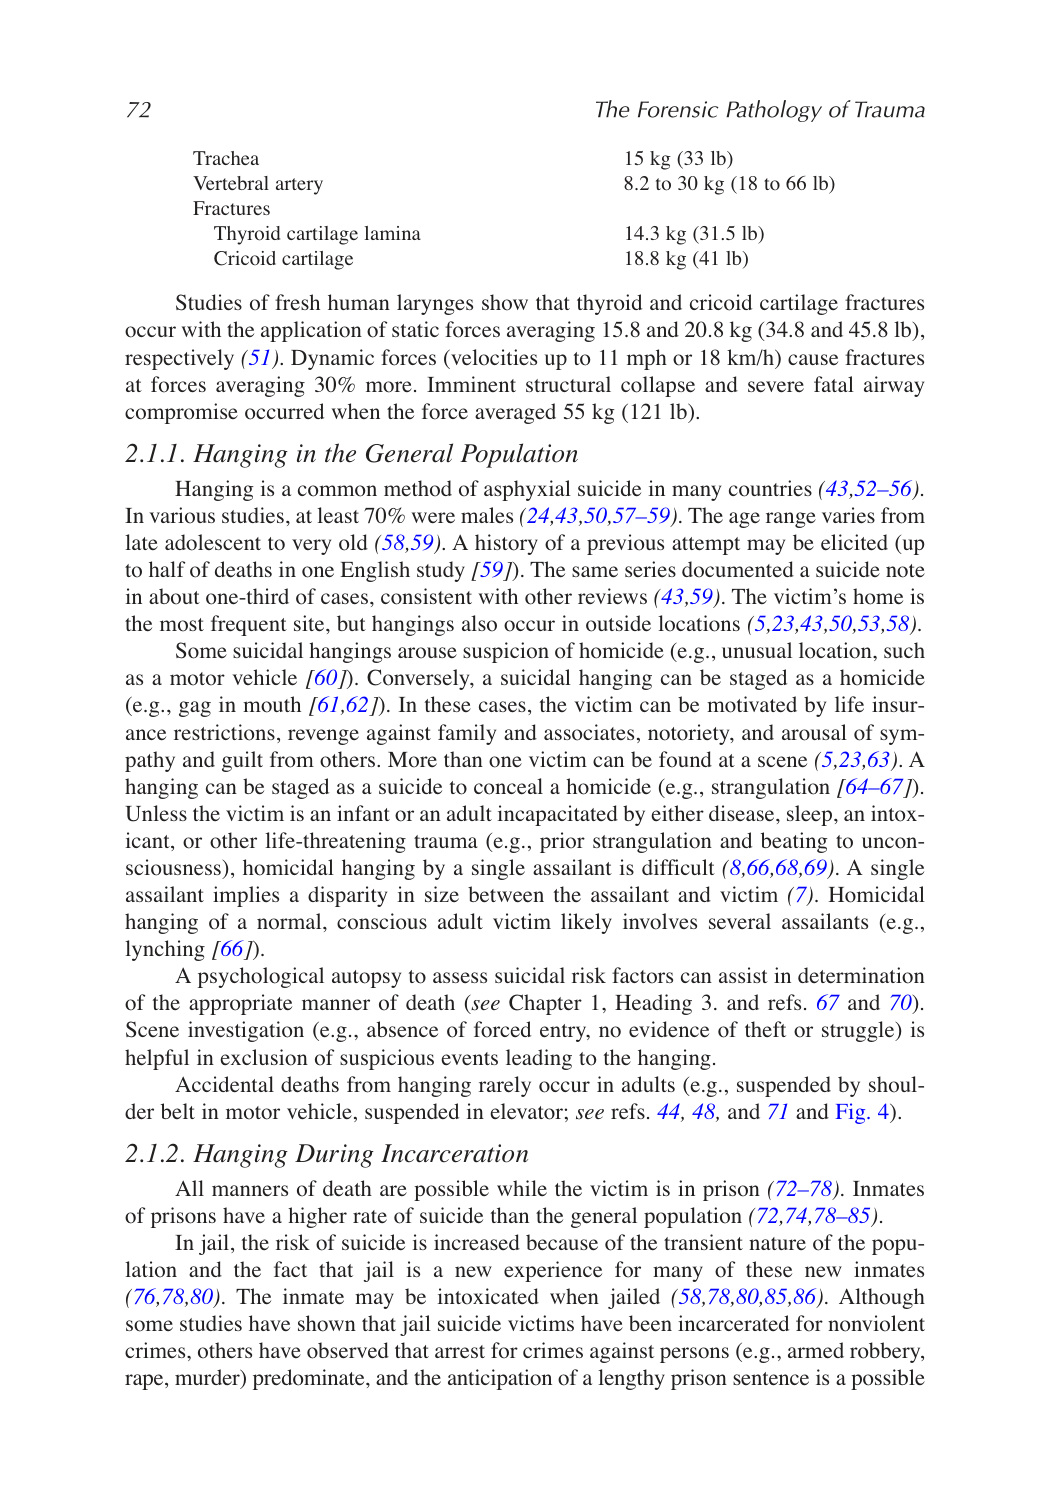 72 The Forensic Pathology of Trauma
Trachea 15 kg (33 lb)
Vertebral artery 8.2 to 30 kg (18 to 66 lb)
Fractures
Thyroid cartilage lamina 14.3 kg (31.5 lb)
Cricoid cartilage 18.8 kg (41 lb)
Studies of fresh human larynges show that thyroid and cricoid cartilage fractures
occur with the application of static forces averaging 15.8 and 20.8 kg (34.8 and 45.8 lb),
respectively (51). Dynamic forces (velocities up to 11 mph or 18 km/h) cause fractures
at forces averaging 30% more. Imminent structural collapse and severe fatal airway
compromise occurred when the force averaged 55 kg (121 lb).
2.1.1. Hanging in the General Population
Hanging is a common method of asphyxial suicide in many countries (43,52–56).
In various studies, at least 70% were males (24,43,50,57–59). The age range varies from
late adolescent to very old (58,59). A history of a previous attempt may be elicited (up
to half of deaths in one English study [59]). The same series documented a suicide note
in about one-third of cases, consistent with other reviews (43,59). The victim's home is
the most frequent site, but hangings also occur in outside locations (5,23,43,50,53,58).
Some suicidal hangings arouse suspicion of homicide (e.g., unusual location, such
as a motor vehicle [60]). Conversely, a suicidal hanging can be staged as a homicide
(e.g., gag in mouth [61,62]). In these cases, the victim can be motivated by life insur-
ance restrictions, revenge against family and associates, notoriety, and arousal of sym-
pathy and guilt from others. More than one victim can be found at a scene (5,23,63). A
hanging can be staged as a suicide to conceal a homicide (e.g., strangulation [64–67]).
Unless the victim is an infant or an adult incapacitated by either disease, sleep, an intox-
icant, or other life-threatening trauma (e.g., prior strangulation and beating to uncon-
sciousness), homicidal hanging by a single assailant is difficult (8,66,68,69). A single
assailant implies a disparity in size between the assailant and victim (7). Homicidal
hanging of a normal, conscious adult victim likely involves several assailants (e.g.,
lynching [66]).
A psychological autopsy to assess suicidal risk factors can assist in determination
of the appropriate manner of death (see Chapter 1, Heading 3. and refs. 67 and 70).
Scene investigation (e.g., absence of forced entry, no evidence of theft or struggle) is
helpful in exclusion of suspicious events leading to the hanging.
Accidental deaths from hanging rarely occur in adults (e.g., suspended by shoul-
der belt in motor vehicle, suspended in elevator; see refs. 44, 48, and 71 and Fig. 4).
2.1.2. Hanging During Incarceration
All manners of death are possible while the victim is in prison (72–78). Inmates
of prisons have a higher rate of suicide than the general population (72,74,78–85).
In jail, the risk of suicide is increased because of the transient nature of the popu-
lation and the fact that jail is a new experience for many of these new inmates
(76,78,80). The inmate may be intoxicated when jailed (58,78,80,85,86). Although
some studies have shown that jail suicide victims have been incarcerated for nonviolent
crimes, others have observed that arrest for crimes against persons (e.g., armed robbery,
rape, murder) predominate, and the anticipation of a lengthy prison sentence is a possible